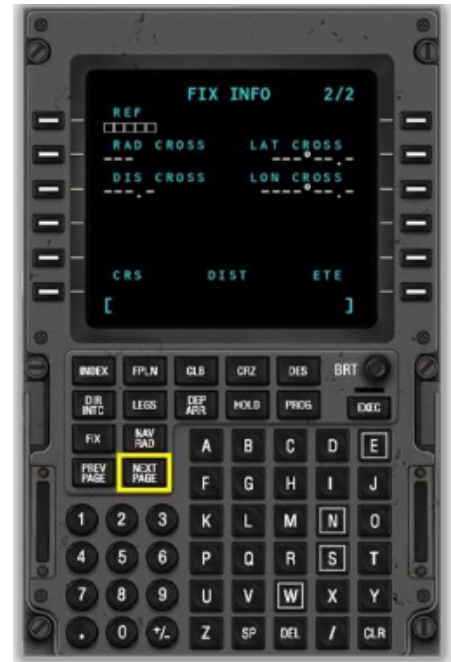 FIX INFO 2/2
REF
RAD CROSS LAT CROSS
---  ---°--.-
DIS CROSS LON CROSS
---.- ---°--.-
CRS DIST ETE
[ ]
INDEX FPLN CLB CRZ DES BRT
DIR INTC LEGS DEP ARR HOLD PROG EXEC
FIX NAV RAD
A B C D E
PREV PAGE NEXT PAGE
F G H I J
1 2 3 K L M N O
4 5 6 P Q R S T
7 8 9 U V W X Y
. 0 +/- Z SP DEL / CLR